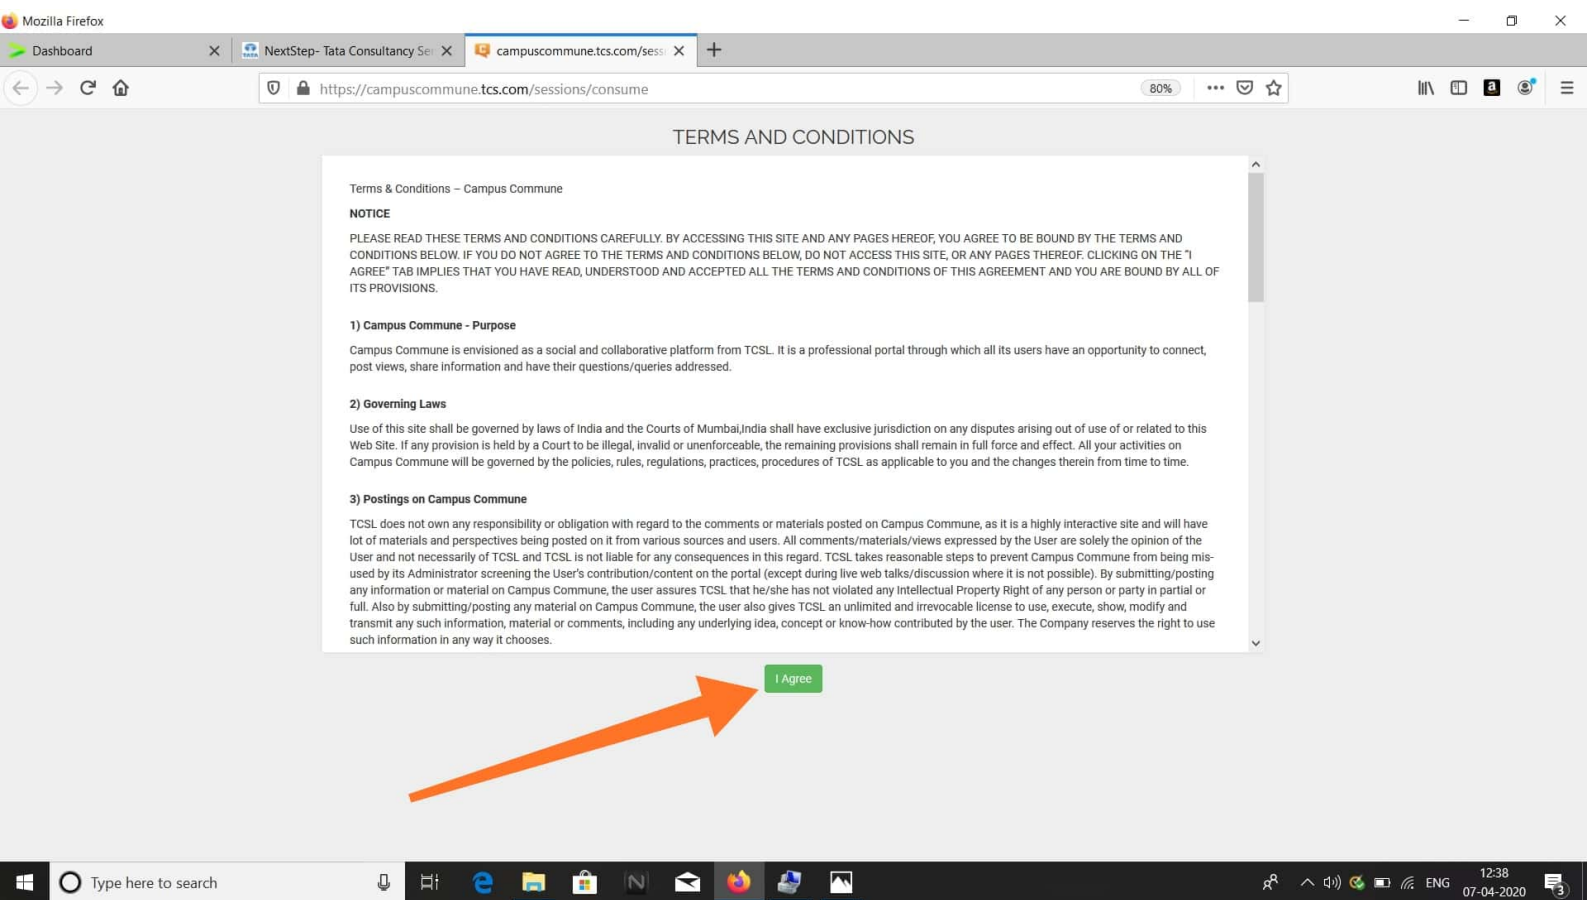 Mozilla Firefox
Dashboard
NextStep- Tata Consultancy Ser
campuscommune.tcs.com/sess
https://campuscommune.tcs.com/sessions/consume
80%
TERMS AND CONDITIONS
Terms & Conditions – Campus Commune
NOTICE
PLEASE READ THESE TERMS AND CONDITIONS CAREFULLY. BY ACCESSING THIS SITE AND ANY PAGES HEREOF, YOU AGREE TO BE BOUND BY THE TERMS AND
CONDITIONS BELOW. IF YOU DO NOT AGREE TO THE TERMS AND CONDITIONS BELOW, DO NOT ACCESS THIS SITE, OR ANY PAGES THEREOF. CLICKING ON THE "I
AGREE" TAB IMPLIES THAT YOU HAVE READ, UNDERSTOOD AND ACCEPTED ALL THE TERMS AND CONDITIONS OF THIS AGREEMENT AND YOU ARE BOUND BY ALL OF
ITS PROVISIONS.
1) Campus Commune - Purpose
Campus Commune is envisioned as a social and collaborative platform from TCSL. It is a professional portal through which all its users have an opportunity to connect,
post views, share information and have their questions/queries addressed.
2) Governing Laws
Use of this site shall be governed by laws of India and the Courts of Mumbai,India shall have exclusive jurisdiction on any disputes arising out of use of or related to this
Web Site. If any provision is held by a Court to be illegal, invalid or unenforceable, the remaining provisions shall remain in full force and effect. All your activities on
Campus Commune will be governed by the policies, rules, regulations, practices, procedures of TCSL as applicable to you and the changes therein from time to time.
3) Postings on Campus Commune
TCSL does not own any responsibility or obligation with regard to the comments or materials posted on Campus Commune, as it is a highly interactive site and will have
lot of materials and perspectives being posted on it from various sources and users. All comments/materials/views expressed by the User are solely the opinion of the
User and not necessarily of TCSL and TCSL is not liable for any consequences in this regard. TCSL takes reasonable steps to prevent Campus Commune from being mis-
used by its Administrator screening the User's contribution/content on the portal (except during live web talks/discussion where it is not possible). By submitting/posting
any information or material on Campus Commune, the user assures TCSL that he/she has not violated any Intellectual Property Right of any person or party in partial or
full. Also by submitting/posting any material on Campus Commune, the user also gives TCSL an unlimited and irrevocable license to use, execute, show, modify and
transmit any such information, material or comments, including any underlying idea, concept or know-how contributed by the user. The Company reserves the right to use
such information in any way it chooses.
I Agree
Type here to search
ENG
12:38
07-04-2020
3